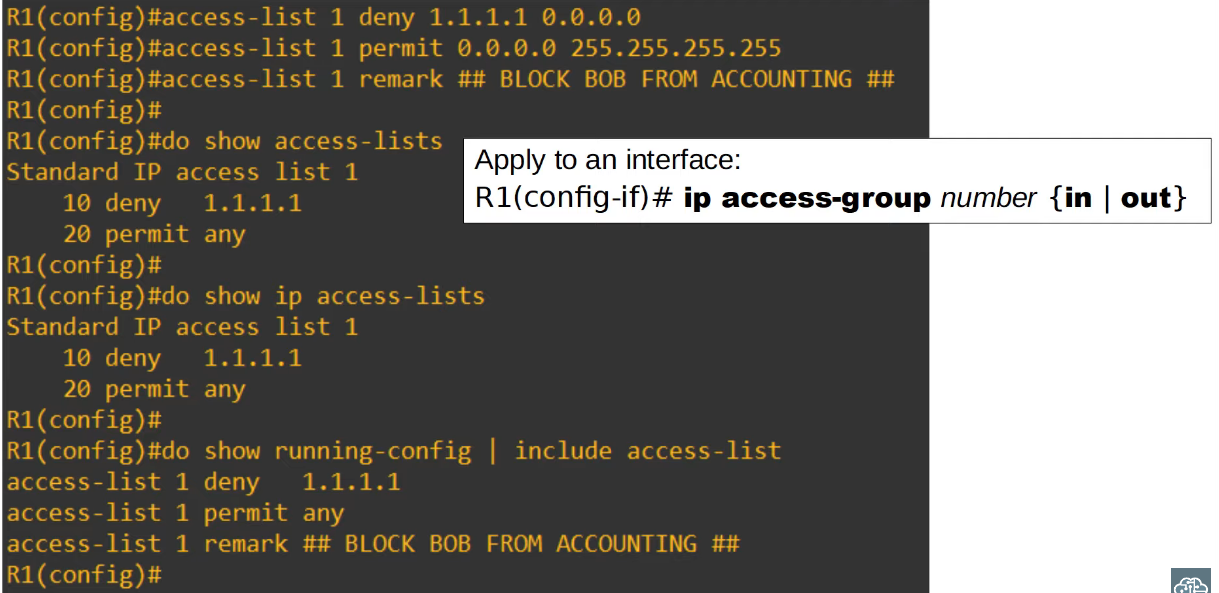 R1(config)#access-list 1 deny 1.1.1.1 0.0.0.0
R1(config)#access-list 1 permit 0.0.0.0 255.255.255.255
R1(config)#access-list 1 remark ## BLOCK BOB FROM ACCOUNTING ##
R1(config)#
R1(config)#do show access-lists
Standard IP access list 1
    10 deny   1.1.1.1
    20 permit any
R1(config)#
R1(config)#do show ip access-lists
Standard IP access list 1
    10 deny   1.1.1.1
    20 permit any
R1(config)#
R1(config)#do show running-config | include access-list
access-list 1 deny   1.1.1.1
access-list 1 permit any
access-list 1 remark ## BLOCK BOB FROM ACCOUNTING ##
R1(config)#
Apply to an interface:
R1(config-if)# ip access-group number {in | out}